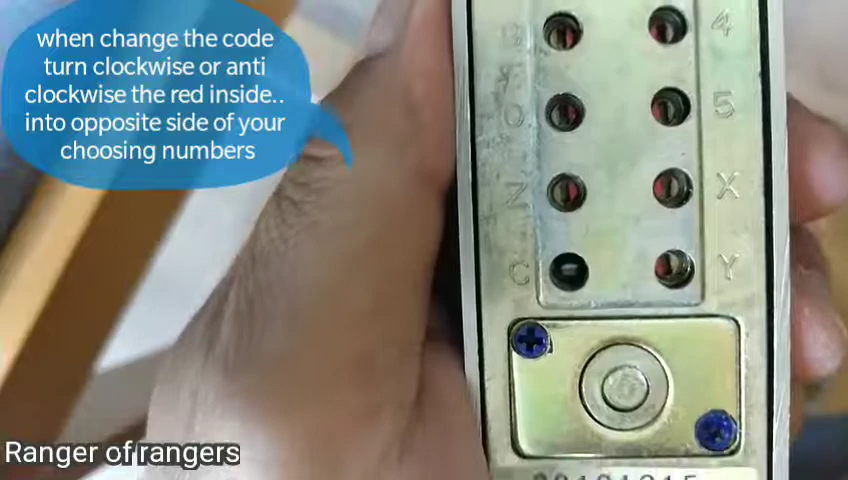 when change the code
turn clockwise or anti
clockwise the red inside..
into opposite side of your
choosing numbers
4
O 5
Z X
C Y
Ranger of rangers